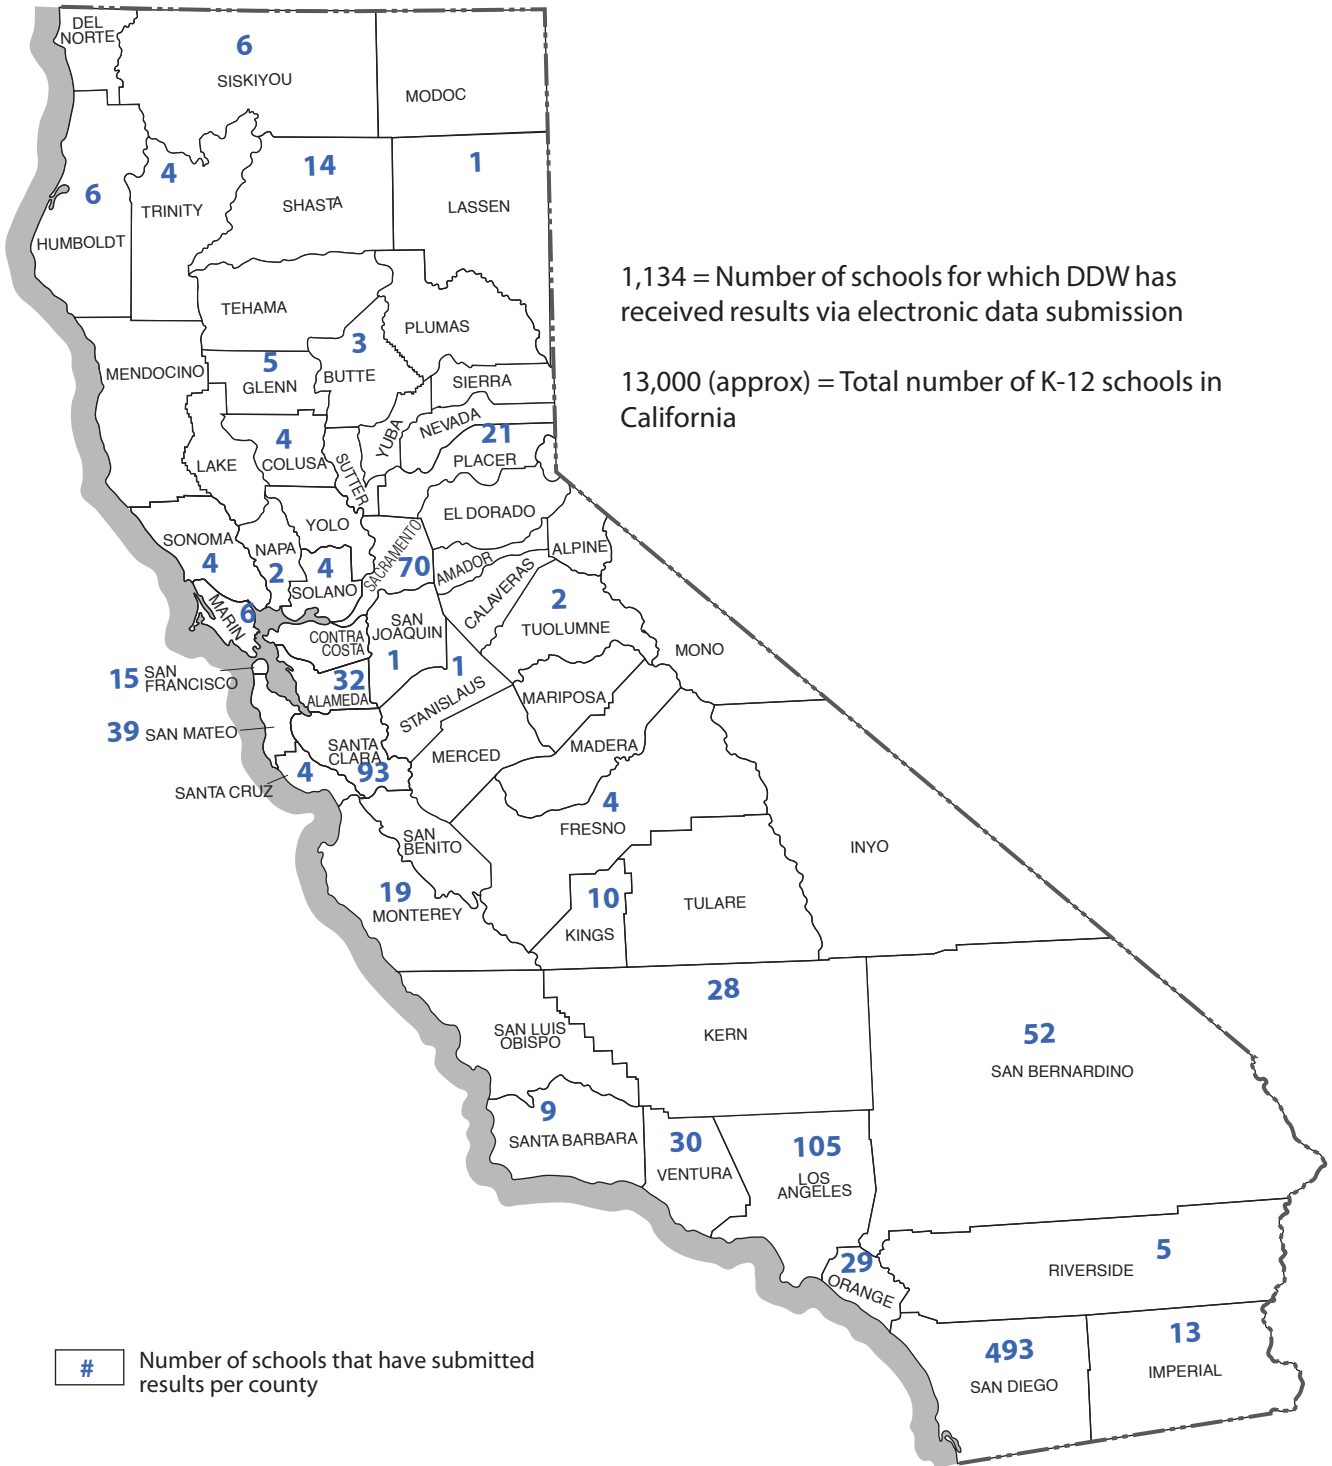 DEL
NORTE
6
SISKIYOU
MODOC
6
HUMBOLDT
4
TRINITY
14
SHASTA
1
LASSEN
1,134 = Number of schools for which DDW has
received results via electronic data submission
13,000 (approx) = Total number of K-12 schools in
California
TEHAMA
PLUMAS
MENDOCINO
5
GLENN
3
BUTTE
SIERRA
NEVADA
YUBA
21
PLACER
4
COLUSA
LAKE
SUTTER
EL DORADO
YOLO
SONOMA
4
NAPA
2
4
SOLANO
SACRAMENTO
70
AMADOR
ALPINE
CALAVERAS
MARIN
6
2
TUOLUMNE
SAN
JOAQUIN
1
CONTRA
COSTA
MONO
15
SAN
FRANCISCO
32
ALAMEDA
1
STANISLAUS
MARIPOSA
39
SAN MATEO
SANTA
CLARA
93
MERCED
MADERA
4
SANTA CRUZ
4
FRESNO
SAN
BENITO
INYO
19
MONTEREY
10
KINGS
TULARE
28
KERN
SAN LUIS
OBISPO
52
SAN BERNARDINO
9
SANTA BARBARA
30
VENTURA
105
LOS
ANGELES
29
ORANGE
5
RIVERSIDE
493
SAN DIEGO
13
IMPERIAL
#
Number of schools that have submitted
results per county